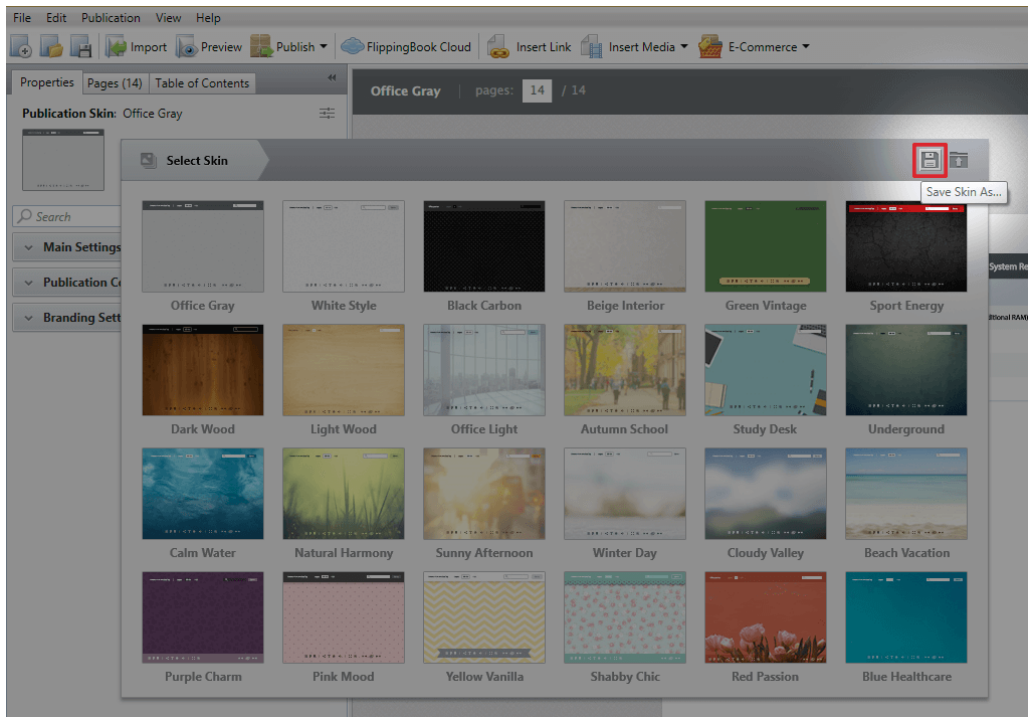 File Edit Publication View Help
Import Preview Publish FlippingBook Cloud Insert Link Insert Media E-Commerce
Properties Pages (14) Table of Contents
Office Gray pages: 14 / 14
Publication Skin: Office Gray
Select Skin
Save Skin As...
Search
Main Settings
Publication
Branding Sett
System Re
ditional RAM)
Office Gray White Style Black Carbon Beige Interior Green Vintage Sport Energy
Dark Wood Light Wood Office Light Autumn School Study Desk Underground
Calm Water Natural Harmony Sunny Afternoon Winter Day Cloudy Valley Beach Vacation
Purple Charm Pink Mood Yellow Vanilla Shabby Chic Red Passion Blue Healthcare